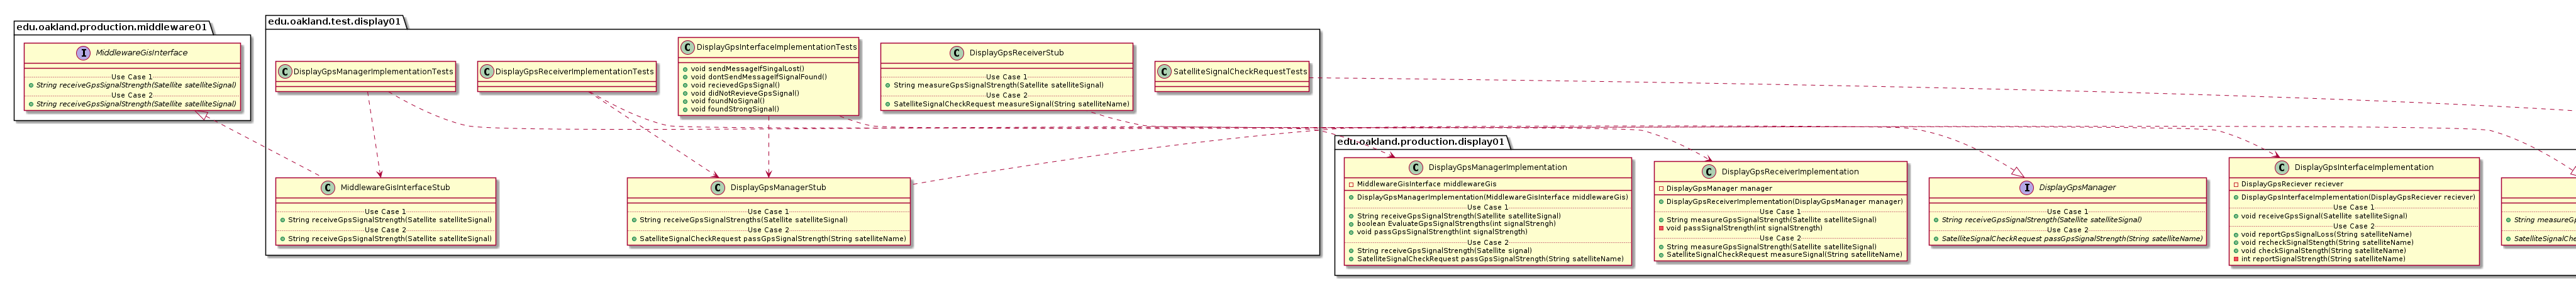 edu.oakland.production.middleware01
MiddlewareGisInterface
Use Case 1
String receiveGpsSignalStrength(Satellite satelliteSignal)
Use Case 2
String receiveGpsSignalStrength(Satellite satelliteSignal)
edu.oakland.test.display01
DisplayGpsManagerImplementationTests
DisplayGpsReceiverImplementationTests
DisplayGpsInterfaceImplementationTests
void sendMessageIfSingalLost()
void dontSendMessageIfSignalFound()
void recievedGpsSignal()
void didNotRevieveGpsSignal()
void foundNoSignal()
void foundStrongSignal()
DisplayGpsReceiverStub
Use Case 1
String measureGpsSignalStrength(Satellite satelliteSignal)
Use Case 2
SatelliteSignalCheckRequest measureSignal(String satelliteName)
SatelliteSignalCheckRequestTests
MiddlewareGisInterfaceStub
Use Case 1
String receiveGpsSignalStrength(Satellite satelliteSignal)
Use Case 2
String receiveGpsSignalStrength(Satellite satelliteSignal)
DisplayGpsManagerStub
Use Case 1
String receiveGpsSignalStrengths(Satellite satelliteSignal)
Use Case 2
SatelliteSignalCheckRequest passGpsSignalStrength(String satelliteName)
edu.oakland.production.display01
DisplayGpsManagerImplementation
MiddlewareGisInterface middlewareGis
DisplayGpsManagerImplementation(MiddlewareGisInterface middlewareGis)
Use Case 1
String receiveGpsSignalStrength(Satellite satelliteSignal)
boolean EvaluateGpsSignalStrengths(int signalStrengh)
void passGpsSignalStrength(int signalStrength)
Use Case 2
String receiveGpsSignalStrength(Satellite signal)
SatelliteSignalCheckRequest passGpsSignalStrength(String satelliteName)
DisplayGpsReceiverImplementation
DisplayGpsManager manager
DisplayGpsReceiverImplementation(DisplayGpsManager manager)
Use Case 1
String measureGpsSignalStrength(Satellite satelliteSignal)
void passSignalStrength(int signalStrength)
Use Case 2
String measureGpsSignalStrength(Satellite satelliteSignal)
SatelliteSignalCheckRequest measureSignal(String satelliteName)
DisplayGpsManager
Use Case 1
String receiveGpsSignalStrength(Satellite satelliteSignal)
Use Case 2
SatelliteSignalCheckRequest passGpsSignalStrength(String satelliteName)
DisplayGpsInterfaceImplementation
DisplayGpsReciever reciever
DisplayGpsInterfaceImplementation(DisplayGpsReciever reciever)
Use Case 1
void receiveGpsSignal(Satellite satelliteSignal)
Use Case 2
void reportGpsSignalLoss(String satelliteName)
void recheckSignalStength(String satelliteName)
void checkSignalStength(String satelliteName)
int reportSignalStrength(String satelliteName)
String